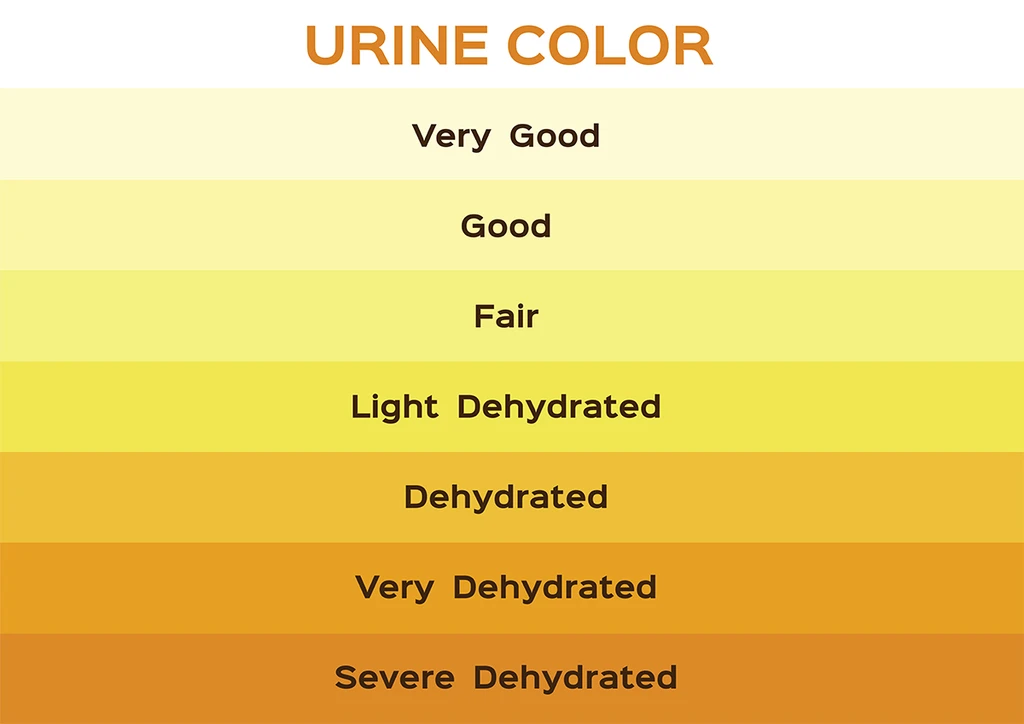 URINE COLOR
Very Good
Good
Fair
Light Dehydrated
Dehydrated
Very Dehydrated
Severe Dehydrated